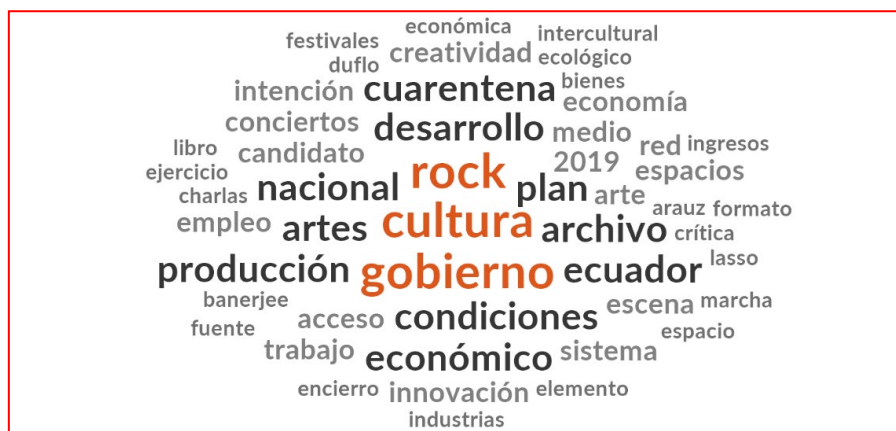 económica intercultural
festivales creatividad ecológico
duflo bienes
intención cuarentena economía
conciertos desarrollo medio red ingresos
libro candidato rock 2019 espacios
ejercicio nacional plan arte
charlas arauz formato
empleo artes cultura archivo crítica
producción gobierno ecuador lasso
banerjee condiciones escena marcha
fuente acceso espacio
trabajo económico sistema
encierro innovación elemento
industrias